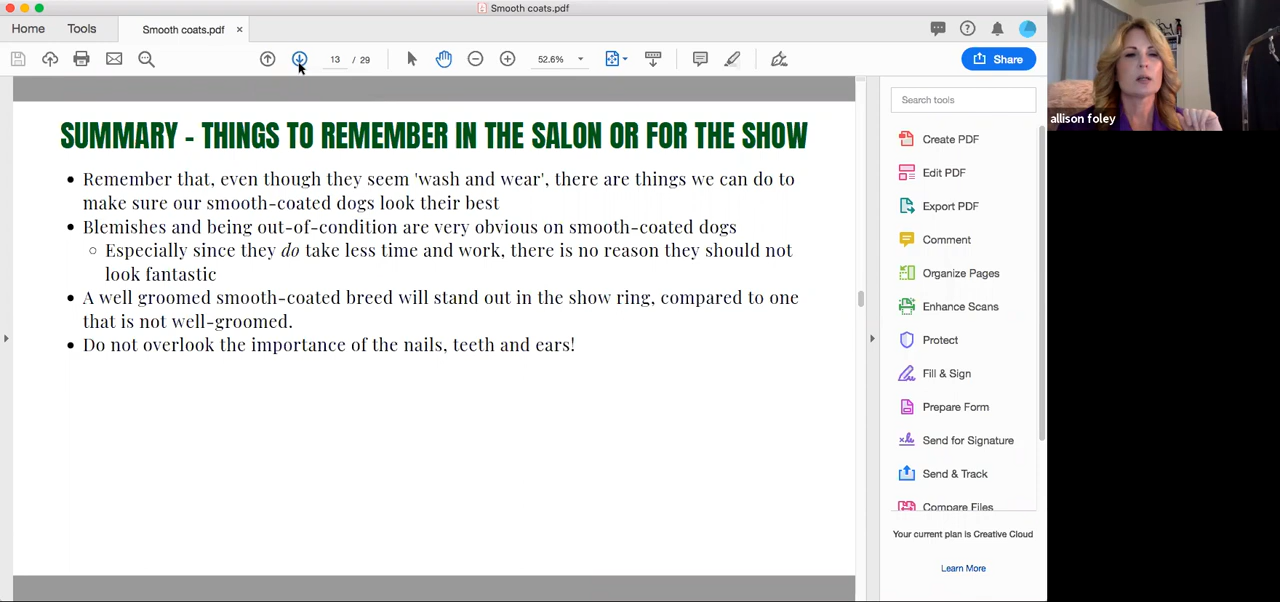 Smooth coats.pdf
Home
Tools
Smooth coats.pdf
×
?
13 / 29
52.6%
Share
allison foley
SUMMARY - THINGS TO REMEMBER IN THE SALON OR FOR THE SHOW
• Remember that, even though they seem 'wash and wear', there are things we can do to
make sure our smooth-coated dogs look their best
• Blemishes and being out-of-condition are very obvious on smooth-coated dogs
○ Especially since they do take less time and work, there is no reason they should not
look fantastic
• A well groomed smooth-coated breed will stand out in the show ring, compared to one
that is not well-groomed.
• Do not overlook the importance of the nails, teeth and ears!
Search tools
Create PDF
Edit PDF
Export PDF
Comment
Organize Pages
Enhance Scans
Protect
Fill & Sign
Prepare Form
Send for Signature
Send & Track
Compare Files
Your current plan is Creative Cloud
Learn More